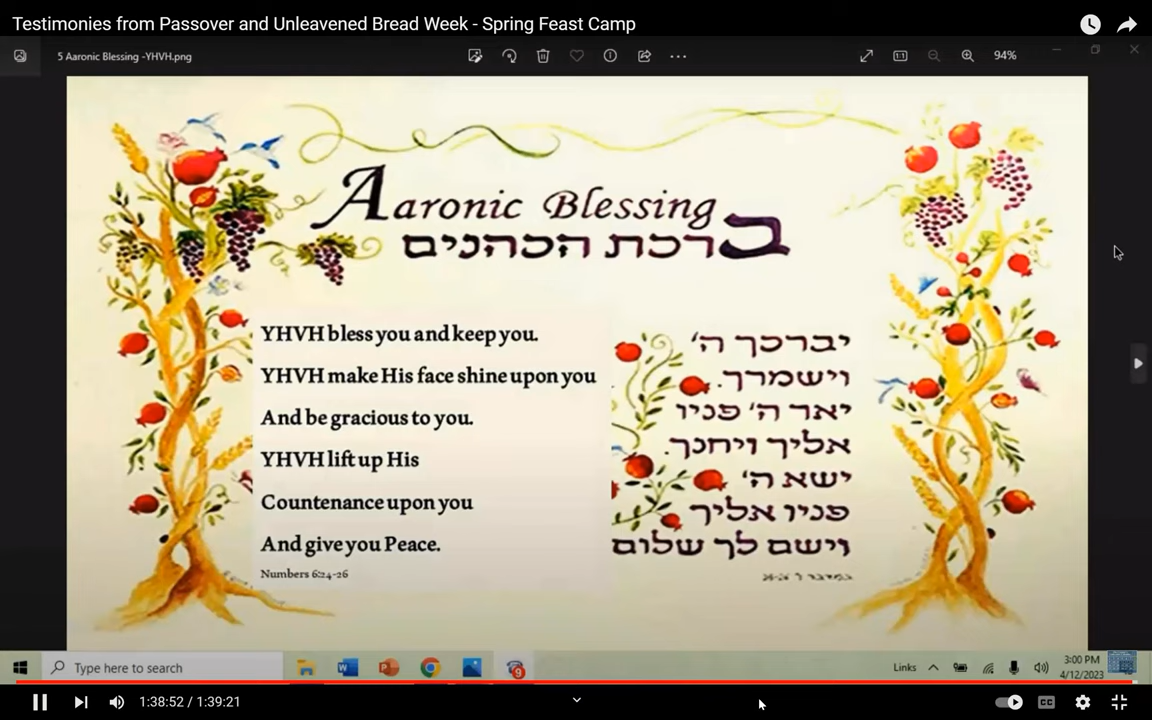 Testimonies from Passover and Unleavened Bread Week - Spring Feast Camp
5 Aaronic Blessing -YHVH.png
94%
Aaronic Blessing
ברכת הכהנים
YHVH bless you and keep you.
YHVH make His face shine upon you
And be gracious to you.
YHVH lift up His
Countenance upon you
And give you Peace.
Numbers 6:24-26
יברכך ה'
וישמרך.
יאר ה' פניו
אליך ויחנך.
ישא ה'
פניו אליך
וישם לך שלום
במדבר ו'
Type here to search
Links
3:00 PM
4/12/2023
1:38:52 / 1:39:21